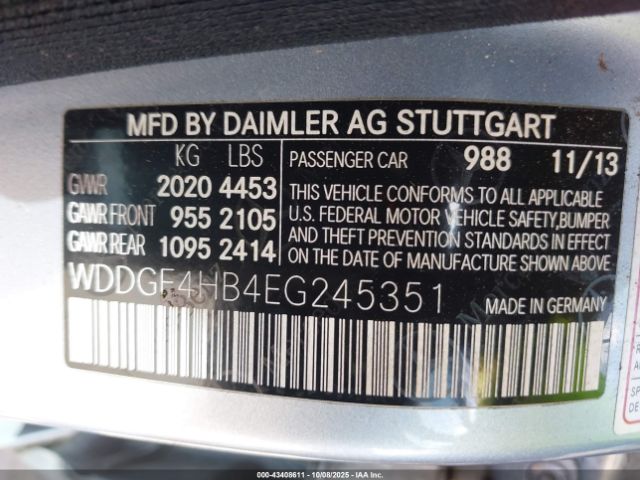 MFD BY DAIMLER AG STUTTGART
KG LBS
GVWR 2020 4453
GAWR FRONT 955 2105
GAWR REAR 1095 2414
PASSENGER CAR 988 11/13
THIS VEHICLE CONFORMS TO ALL APPLICABLE
U.S. FEDERAL MOTOR VEHICLE SAFETY,BUMPER
AND THEFT PREVENTION STANDARDS IN EFFECT
ON THE DATE OF MANUFACTURE SHOWN ABOVE
WDDGF4HB4EG245351
MADE IN GERMANY
000-43408611 - 10/08/2025 - IAAI.COM